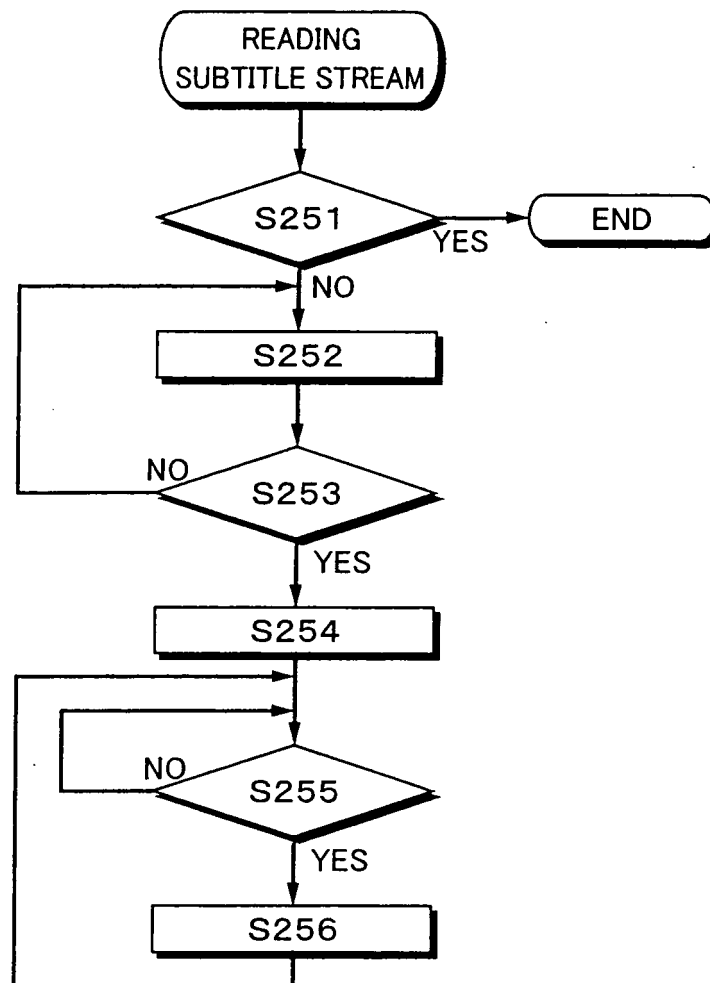 READING
SUBTITLE STREAM
S251
YES
END
NO
S252
NO
S253
YES
S254
NO
S255
YES
S256